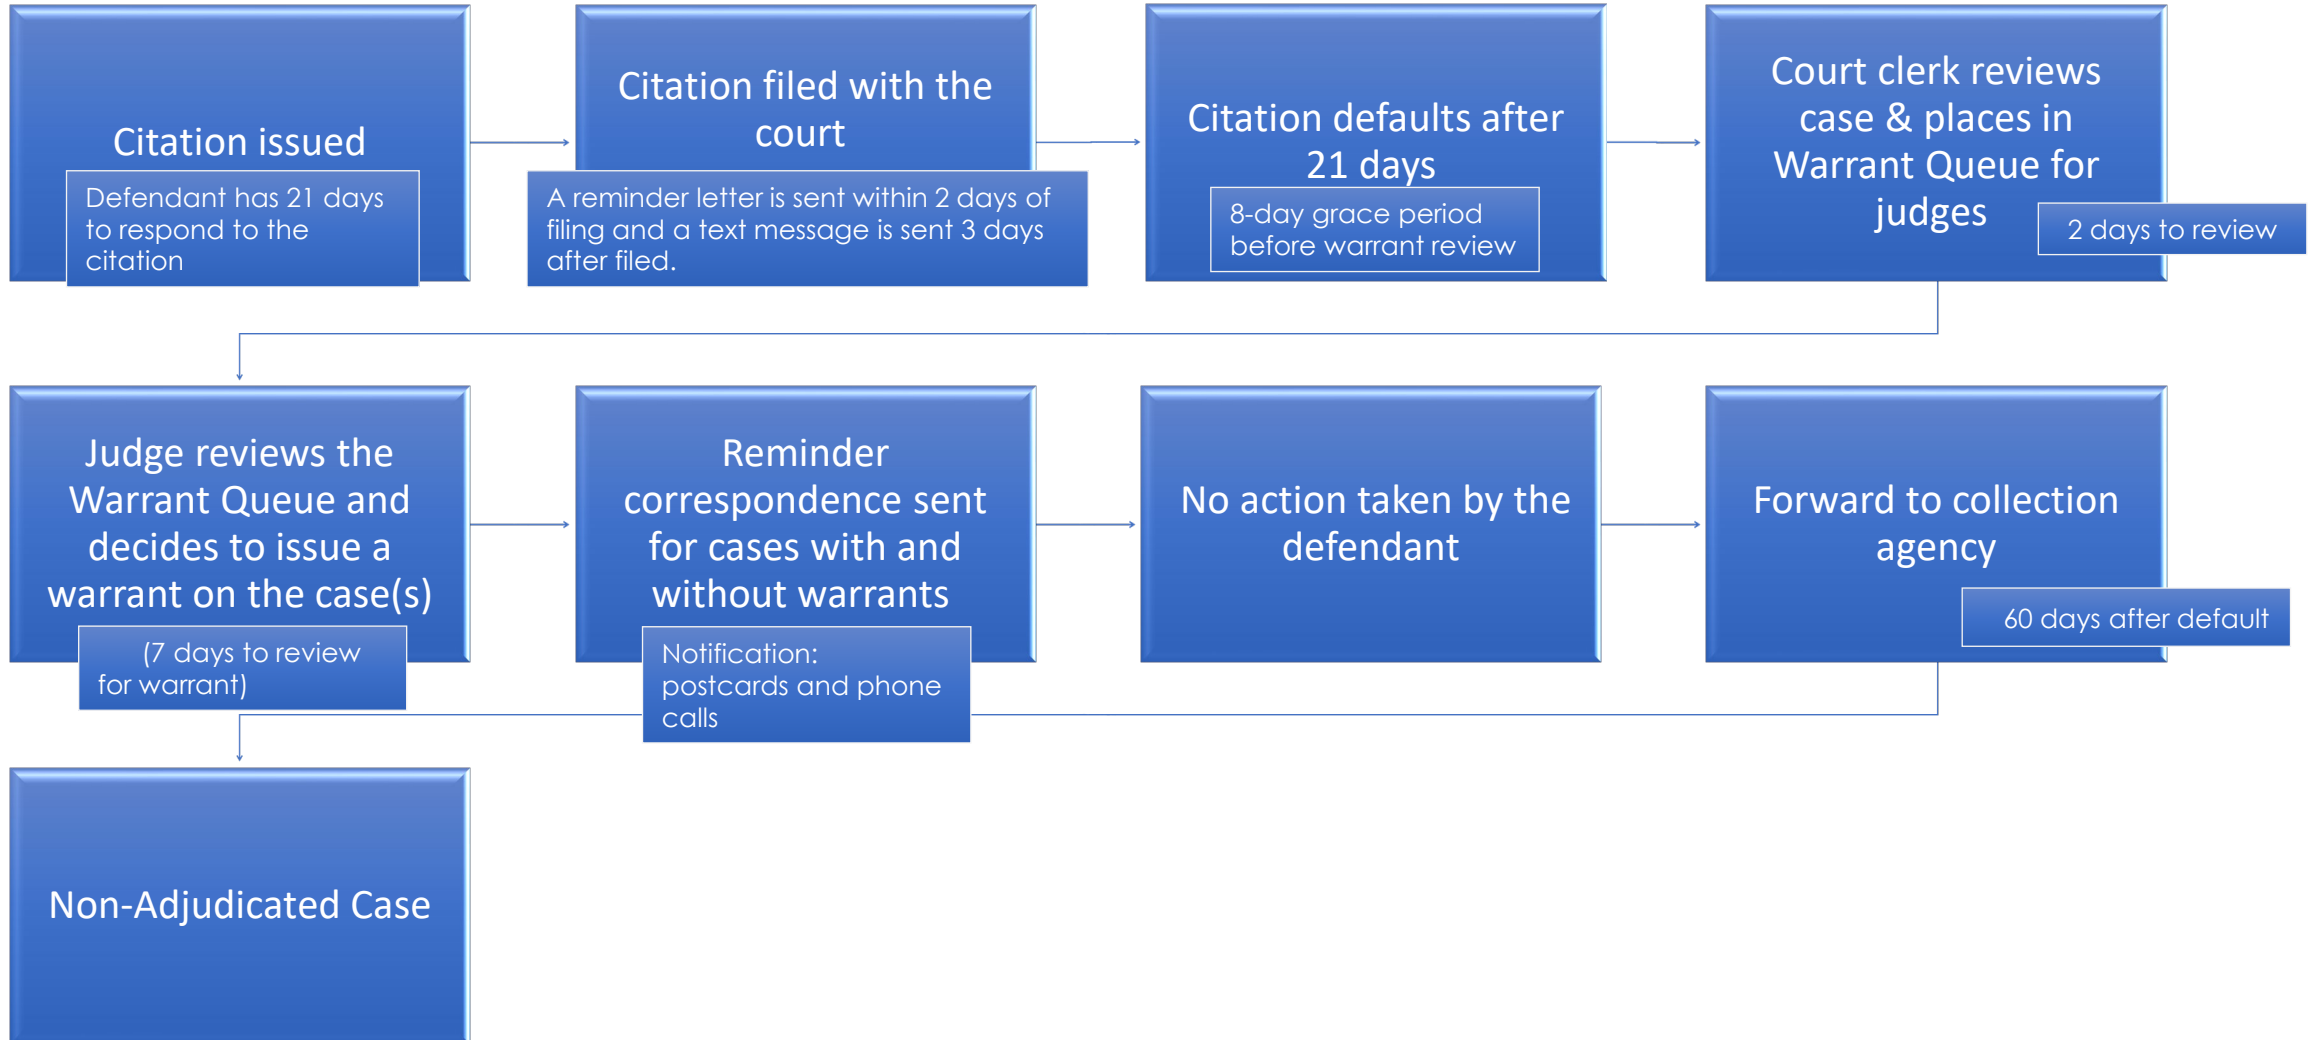 Citation issued
Defendant has 21 days
to respond to the
citation
Citation filed with the
court
A reminder letter is sent within 2 days of
filing and a text message is sent 3 days
after filed.
Citation defaults after
21 days
8-day grace period
before warrant review
Court clerk reviews
case & places in
Warrant Queue for
judges
2 days to review
Judge reviews the
Warrant Queue and
decides to issue a
warrant on the case(s)
(7 days to review
for warrant)
Reminder
correspondence sent
for cases with and
without warrants
Notification:
postcards and phone
calls
No action taken by the
defendant
Forward to collection
agency
60 days after default
Non-Adjudicated Case